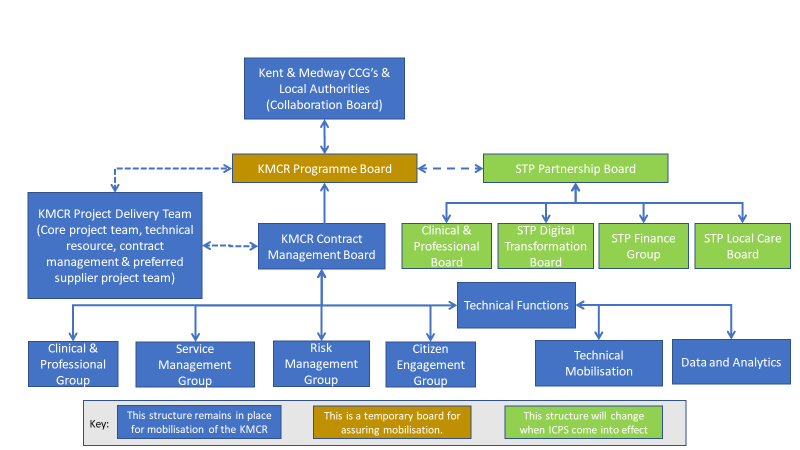 Kent & Medway CCG's &
Local Authorities
(Collaboration Board)
KMCR Programme Board
STP Partnership Board
KMCR Project Delivery Team
(Core project team, technical
resource, contract
management & preferred
supplier project team)
KMCR Contract
Management Board
Clinical &
Professional
Board
STP Digital
Transformation
Board
STP Finance
Group
STP Local Care
Board
Technical Functions
Clinical &
Professional
Group
Service
Management
Group
Risk
Management
Group
Citizen
Engagement
Group
Technical
Mobilisation
Data and Analytics
Key:
This structure remains in place
for mobilisation of the KMCR
This is a temporary board for
assuring mobilisation.
This structure will change
when ICPS come into effect